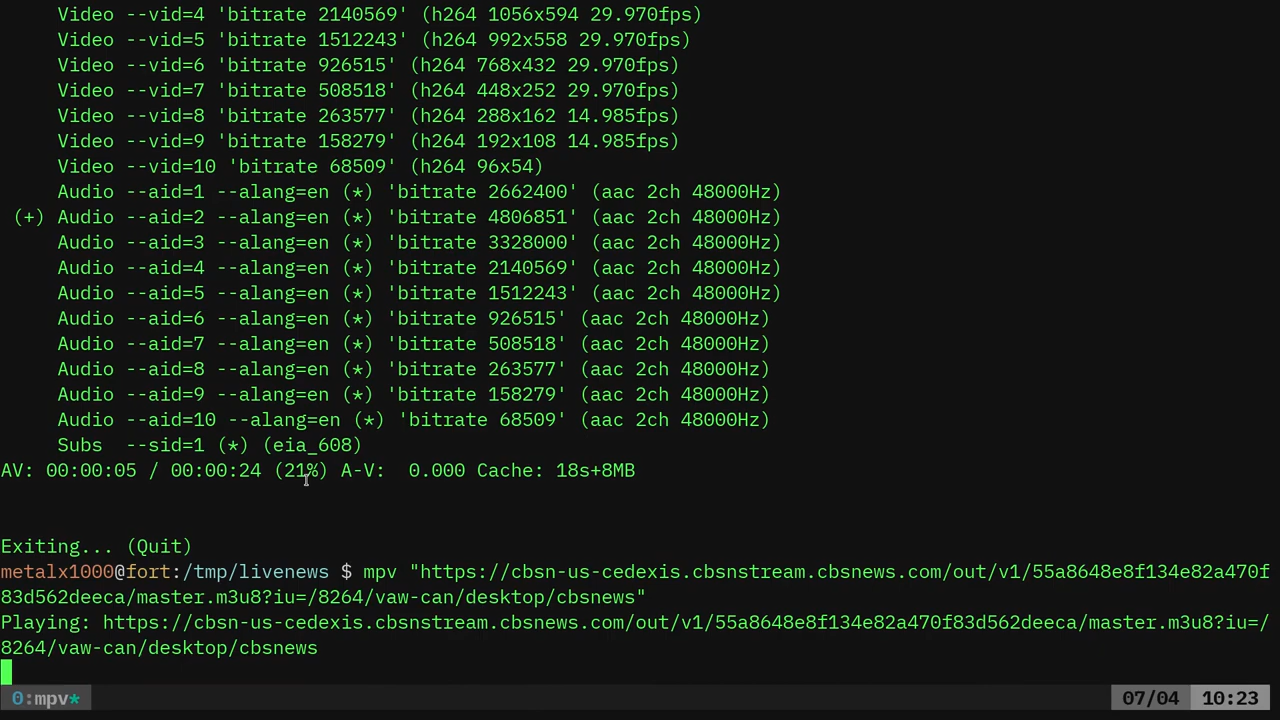 Video --vid=4 'bitrate 2140569' (h264 1056x594 29.970fps)
Video --vid=5 'bitrate 1512243' (h264 992x558 29.970fps)
Video --vid=6 'bitrate 926515' (h264 768x432 29.970fps)
Video --vid=7 'bitrate 508518' (h264 448x252 29.970fps)
Video --vid=8 'bitrate 263577' (h264 288x162 14.985fps)
Video --vid=9 'bitrate 158279' (h264 192x108 14.985fps)
Video --vid=10 'bitrate 68509' (h264 96x54)
Audio --aid=1 --alang=en (*) 'bitrate 2662400' (aac 2ch 48000Hz)
(+) Audio --aid=2 --alang=en (*) 'bitrate 4806851' (aac 2ch 48000Hz)
Audio --aid=3 --alang=en (*) 'bitrate 3328000' (aac 2ch 48000Hz)
Audio --aid=4 --alang=en (*) 'bitrate 2140569' (aac 2ch 48000Hz)
Audio --aid=5 --alang=en (*) 'bitrate 1512243' (aac 2ch 48000Hz)
Audio --aid=6 --alang=en (*) 'bitrate 926515' (aac 2ch 48000Hz)
Audio --aid=7 --alang=en (*) 'bitrate 508518' (aac 2ch 48000Hz)
Audio --aid=8 --alang=en (*) 'bitrate 263577' (aac 2ch 48000Hz)
Audio --aid=9 --alang=en (*) 'bitrate 158279' (aac 2ch 48000Hz)
Audio --aid=10 --alang=en (*) 'bitrate 68509' (aac 2ch 48000Hz)
Subs --sid=1 (*) (eia_608)
AV: 00:00:05 / 00:00:24 (21%) A-V: 0.000 Cache: 18s+8MB
Exiting... (Quit)
metalx1000@fort:/tmp/livenews $ mpv "https://cbsn-us-cedexis.cbsnstream.cbsnews.com/out/v1/55a8648e8f134e82a470f
83d562deeca/master.m3u8?iu=/8264/vaw-can/desktop/cbsnews"
Playing: https://cbsn-us-cedexis.cbsnstream.cbsnews.com/out/v1/55a8648e8f134e82a470f83d562deeca/master.m3u8?iu=/
8264/vaw-can/desktop/cbsnews
0:mpv* 07/04 10:23